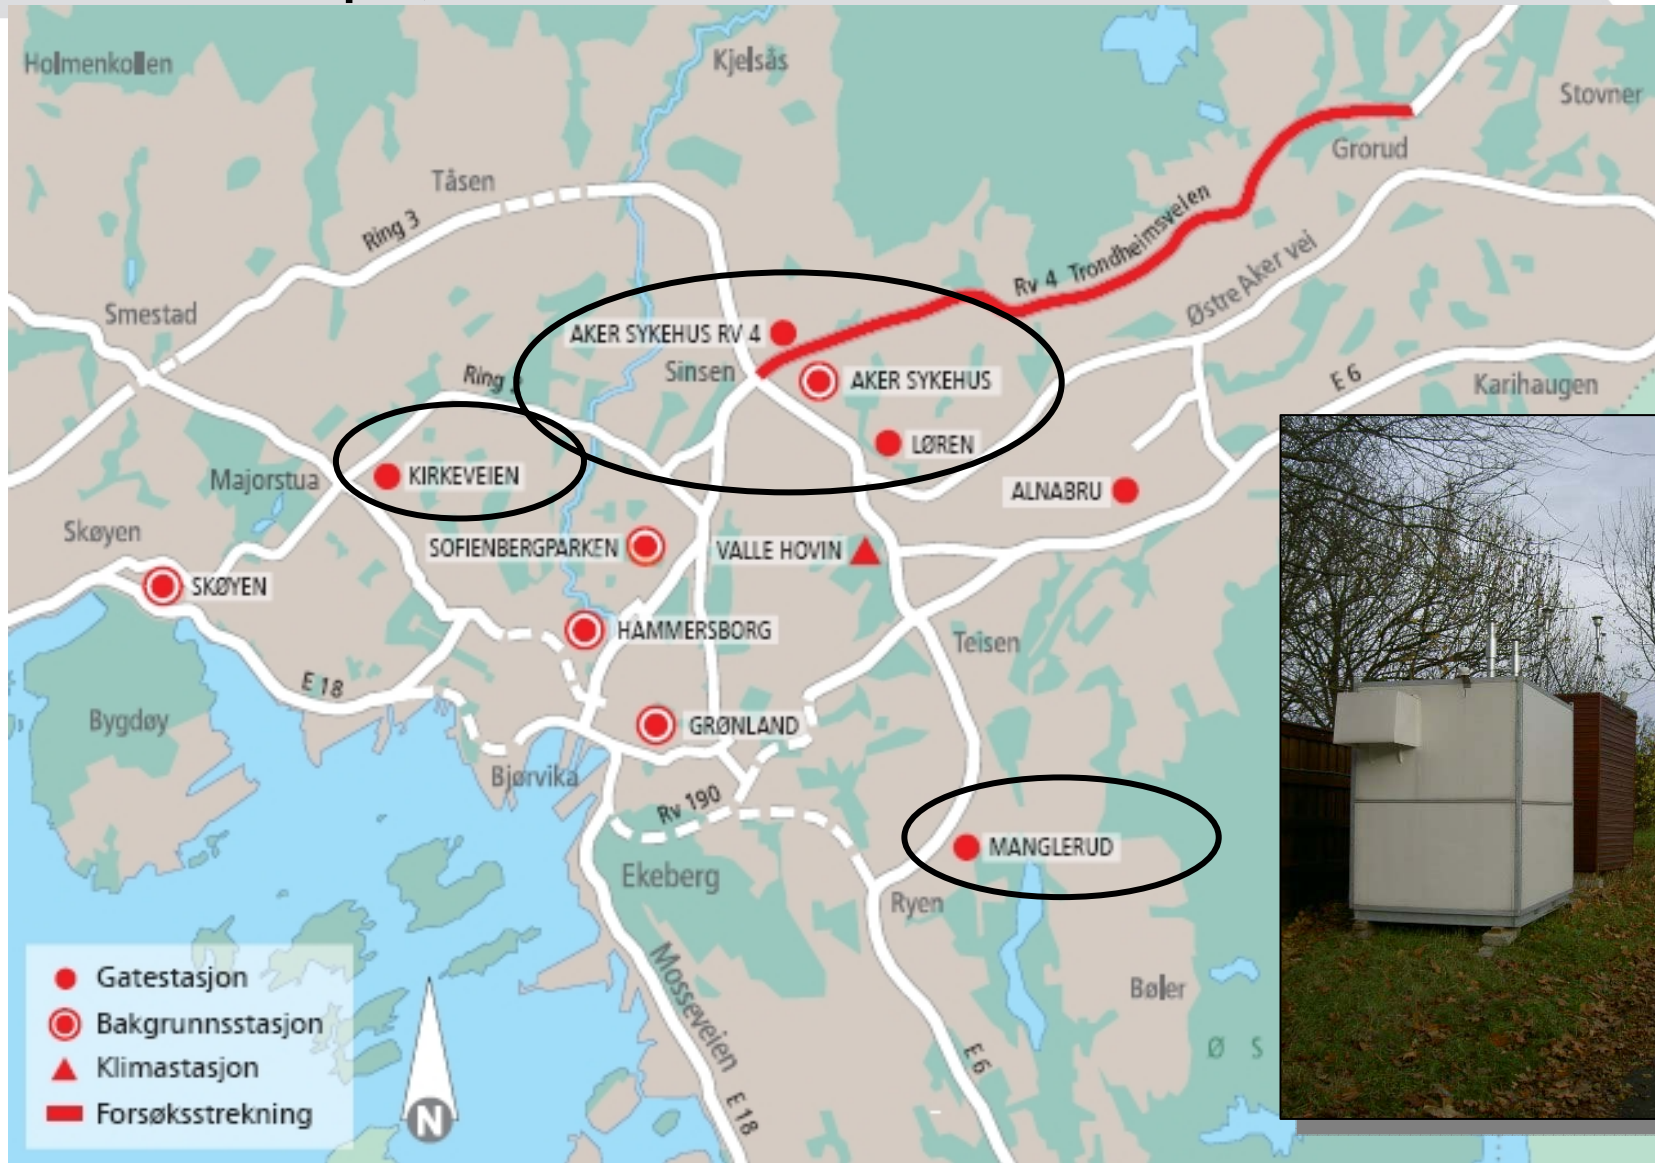 Holmenkollen
Kjelsås
Stovner
Grorud
Tåsen
Ring 3
Rv 4 Trondheimsveien
Østre Aker vei
Smestad
AKER SYKEHUS RV 4
Sinsen
AKER SYKEHUS
Ring
E 6
Karihaugen
LØREN
Majorstua
KIRKEVEIEN
ALNABRU
Skøyen
SOFIENBERGPARKEN
VALLE HOVIN
SKØYEN
HAMMERSBORG
Teisen
E 18
Bygdøy
GRØNLAND
Bjørvika
Rv 190
MANGLERUD
Ekeberg
Ryen
Mosseveien
Bøler
Ø S
E 6
E 18
Gatestasjon
Bakgrunnsstasjon
Klimastasjon
Forsøksstrekning
N